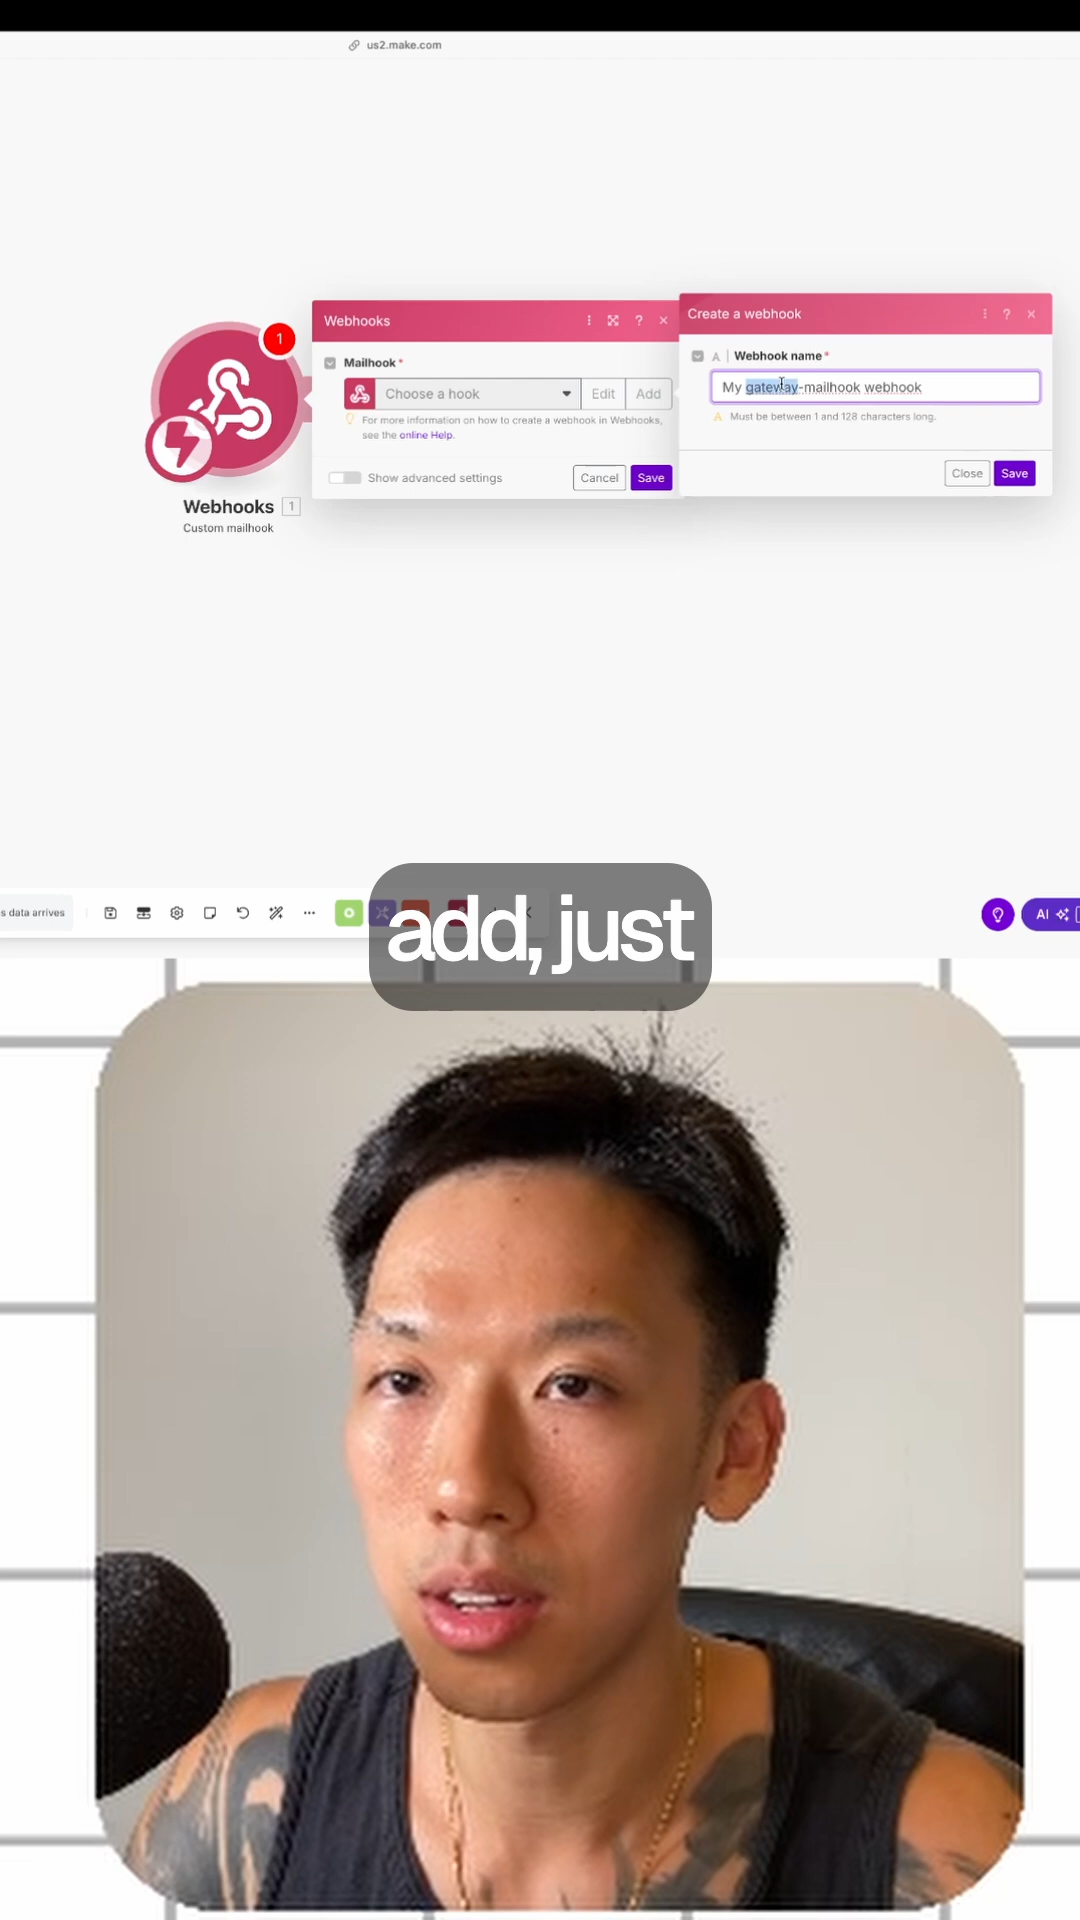 us2.make.com
1
Webhooks
?
Create a webhook
?
Mailhook *
A
Webhook name *
Choose a hook
Edit
Add
My gateway-mailhook webhook
For more information on how to create a webhook in Webhooks,
see the online Help.
A
Must be between 1 and 128 characters long.
Show advanced settings
Cancel
Save
Close
Save
Webhooks
1
Custom mailhook
s data arrives
AI
add, just